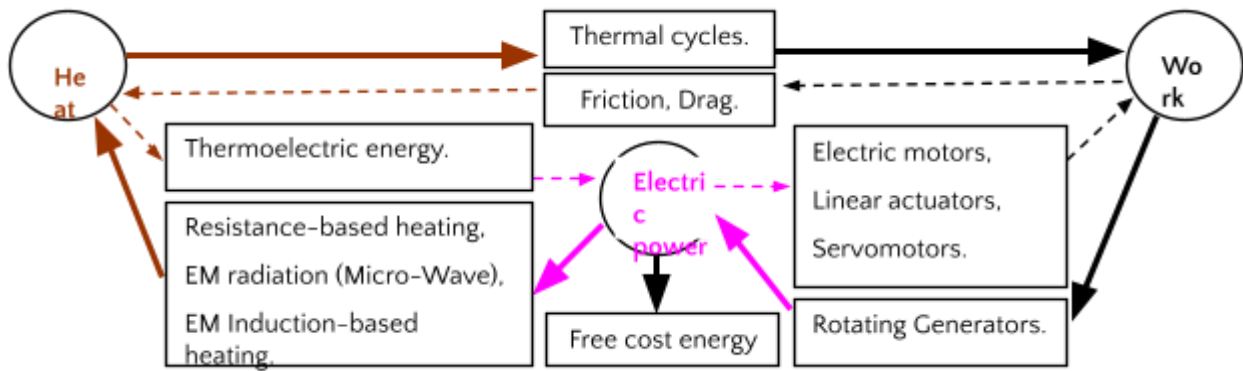 Thermal cycles.
He
at
Wo
rk
Friction, Drag.
Thermoelectric energy.
Electri
c
power
Electric motors,
Linear actuators,
Servomotors.
Resistance-based heating,
EM radiation (Micro-Wave),
EM Induction-based
heating.
Free cost energy
Rotating Generators.